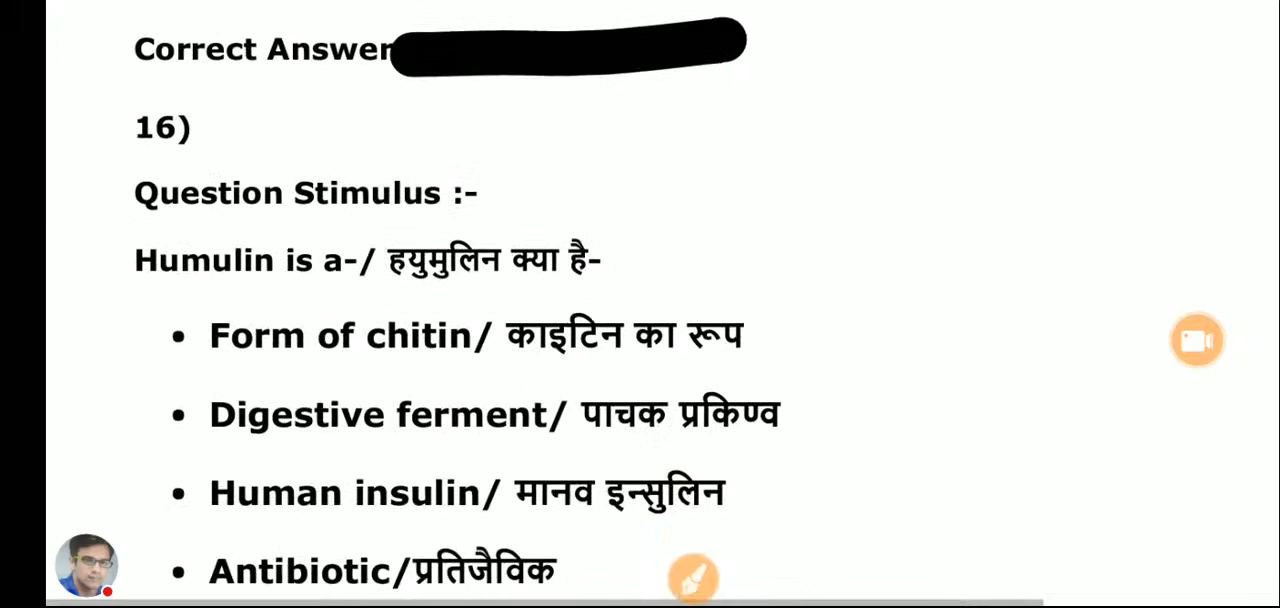 Correct Answer
16)
Question Stimulus :-
Humulin is a-/ हयुमुलिन क्या है-
• Form of chitin/ काइटिन का रूप
• Digestive ferment/ पाचक प्रकिण्व
• Human insulin/ मानव इन्सुलिन
• Antibiotic/प्रतिजैविक